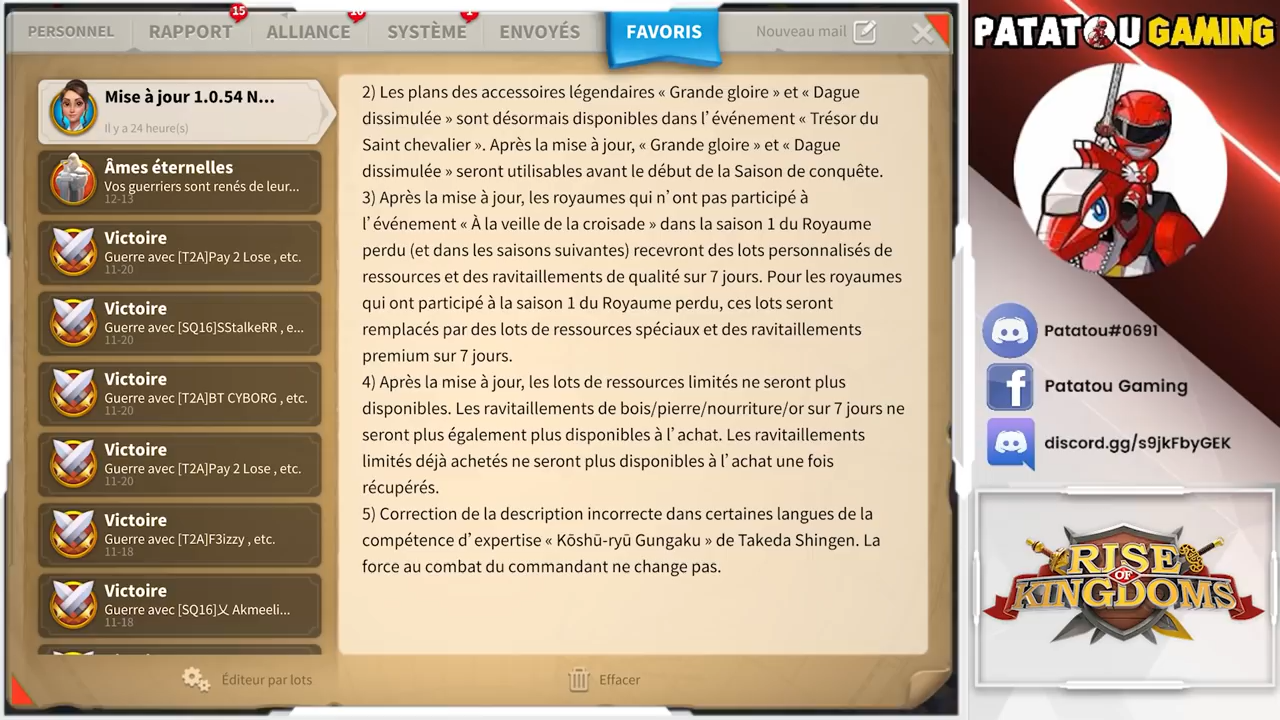 PERSONNEL
RAPPORT
15
ALLIANCE
SYSTÈME
ENVOYÉS
FAVORIS
Nouveau mail
Mise à jour 1.0.54 N...
Il y a 24 heure(s)
Âmes éternelles
Vos guerriers sont renés de leur...
12-13
Victoire
Guerre avec [T2A]Pay 2 Lose , etc.
11-20
Victoire
Guerre avec [SQ16]SStalkeRR , e...
11-20
Victoire
Guerre avec [T2A]BT CYBORG , etc.
11-20
Victoire
Guerre avec [T2A]Pay 2 Lose , etc.
11-20
Victoire
Guerre avec [T2A]F3izzy , etc.
11-18
Victoire
Guerre avec [SQ16]乂 Akmeeli...
11-18
2) Les plans des accessoires légendaires « Grande gloire » et « Dague
dissimulée » sont désormais disponibles dans l'événement « Trésor du
Saint chevalier ». Après la mise à jour, « Grande gloire » et « Dague
dissimulée » seront utilisables avant le début de la Saison de conquête.
3) Après la mise à jour, les royaumes qui n'ont pas participé à
l'événement « À la veille de la croisade » dans la saison 1 du Royaume
perdu (et dans les saisons suivantes) recevront des lots personnalisés de
ressources et des ravitaillements de qualité sur 7 jours. Pour les royaumes
qui ont participé à la saison 1 du Royaume perdu, ces lots seront
remplacés par des lots de ressources spéciaux et des ravitaillements
premium sur 7 jours.
4) Après la mise à jour, les lots de ressources limités ne seront plus
disponibles. Les ravitaillements de bois/pierre/nourriture/or sur 7 jours ne
seront plus également plus disponibles à l'achat. Les ravitaillements
limités déjà achetés ne seront plus disponibles à l'achat une fois
récupérés.
5) Correction de la description incorrecte dans certaines langues de la
compétence d'expertise « Kōshū-ryū Gungaku » de Takeda Shingen. La
force au combat du commandant ne change pas.
Éditeur par lots
Effacer
PATATOU GAMING
Patatou#0691
Patatou Gaming
discord.gg/s9jkFbyGEK
RISE
OF
KINGDOMS